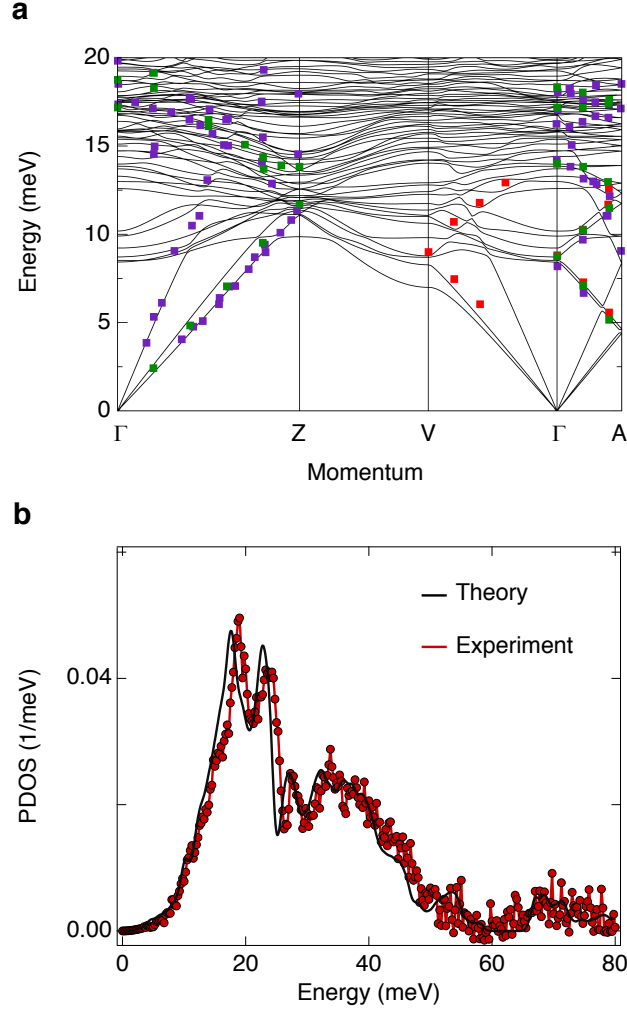 a
20
15
10
5
0
Energy (meV)
Γ Z V Γ A
Momentum
b
Theory
Experiment
0.04
0.00
PDOS (1/meV)
0 20 40 60 80
Energy (meV)